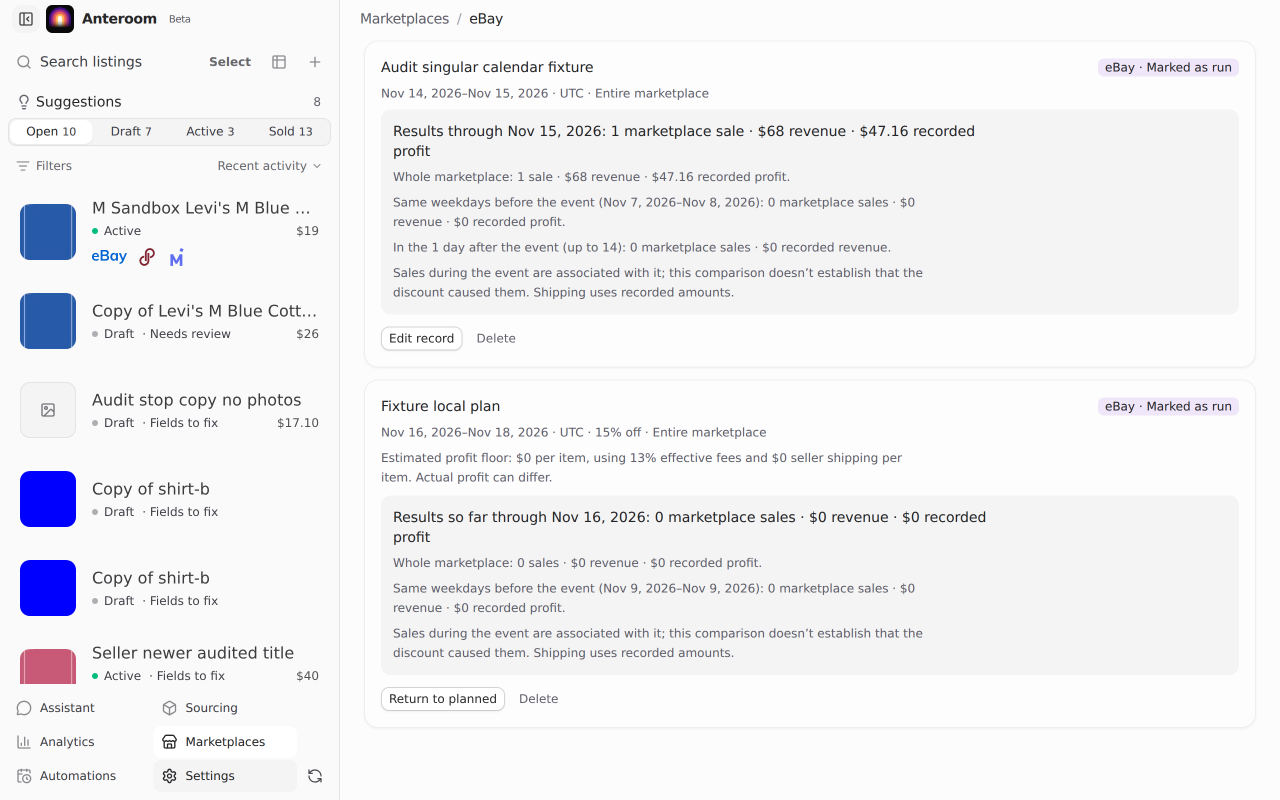 Anteroom Beta
Search listings Select
Suggestions 8
Open 10 Draft 7 Active 3 Sold 13
Filters Recent activity
M Sandbox Levi's M Blue ...
Active $19
eBay
Copy of Levi's M Blue Cott...
Draft · Needs review $26
Audit stop copy no photos
Draft · Fields to fix $17.10
Copy of shirt-b
Draft · Fields to fix
Copy of shirt-b
Draft · Fields to fix
Seller newer audited title
Active · Fields to fix $40
Assistant Sourcing
Analytics Marketplaces
Automations Settings
Marketplaces / eBay
Audit singular calendar fixture eBay · Marked as run
Nov 14, 2026–Nov 15, 2026 · UTC · Entire marketplace
Results through Nov 15, 2026: 1 marketplace sale · $68 revenue · $47.16 recorded
profit
Whole marketplace: 1 sale · $68 revenue · $47.16 recorded profit.
Same weekdays before the event (Nov 7, 2026–Nov 8, 2026): 0 marketplace sales · $0
revenue · $0 recorded profit.
In the 1 day after the event (up to 14): 0 marketplace sales · $0 recorded revenue.
Sales during the event are associated with it; this comparison doesn’t establish that the
discount caused them. Shipping uses recorded amounts.
Edit record Delete
Fixture local plan eBay · Marked as run
Nov 16, 2026–Nov 18, 2026 · UTC · 15% off · Entire marketplace
Estimated profit floor: $0 per item, using 13% effective fees and $0 seller shipping per
item. Actual profit can differ.
Results so far through Nov 16, 2026: 0 marketplace sales · $0 revenue · $0 recorded
profit
Whole marketplace: 0 sales · $0 revenue · $0 recorded profit.
Same weekdays before the event (Nov 9, 2026–Nov 9, 2026): 0 marketplace sales · $0
revenue · $0 recorded profit.
Sales during the event are associated with it; this comparison doesn’t establish that the
discount caused them. Shipping uses recorded amounts.
Return to planned Delete